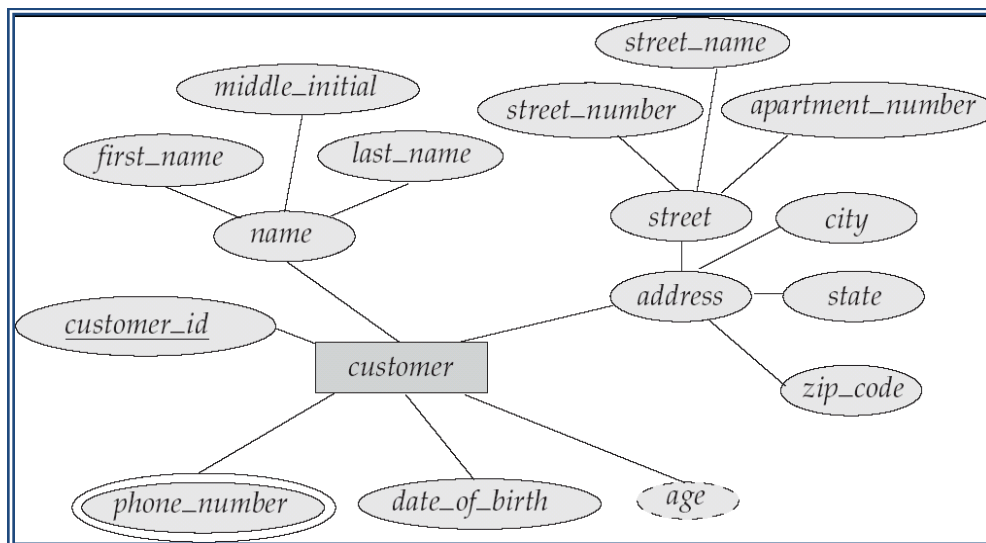 street_name
middle_initial
street_number
apartment_number
first_name
last_name
street
city
name
address
state
customer_id
customer
zip_code
phone_number
date_of_birth
age